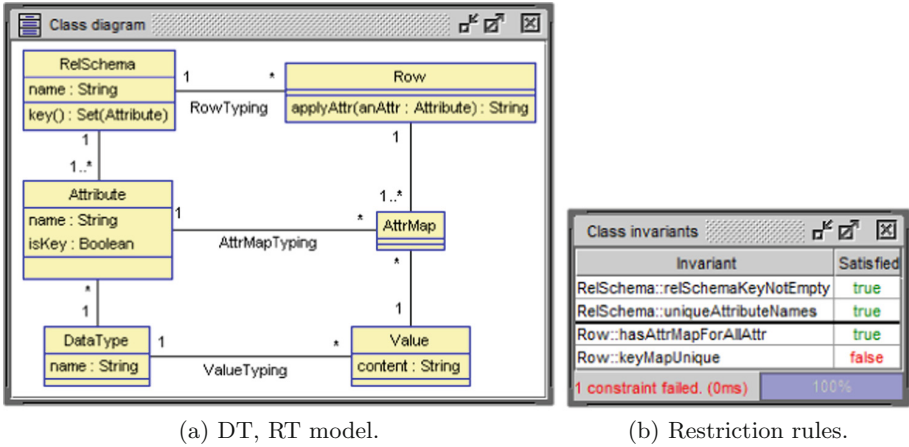 Class diagram
RelSchema
name : String
key() : Set(Attribute)
1
*
RowTyping
Row
applyAttr(anAttr : Attribute) : String
1
1..*
1
1..*
Attribute
name : String
isKey : Boolean
1
*
AttrMapTyping
AttrMap
*
1
*
1
DataType
name : String
1
*
ValueTyping
Value
content : String
(a) DT, RT model.
Class invariants
Invariant Satisfied
RelSchema::relSchemaKeyNotEmpty true
RelSchema::uniqueAttributeNames true
Row::hasAttrMapForAllAttr true
Row::keyMapUnique false
1 constraint failed. (0ms) 100%
(b) Restriction rules.